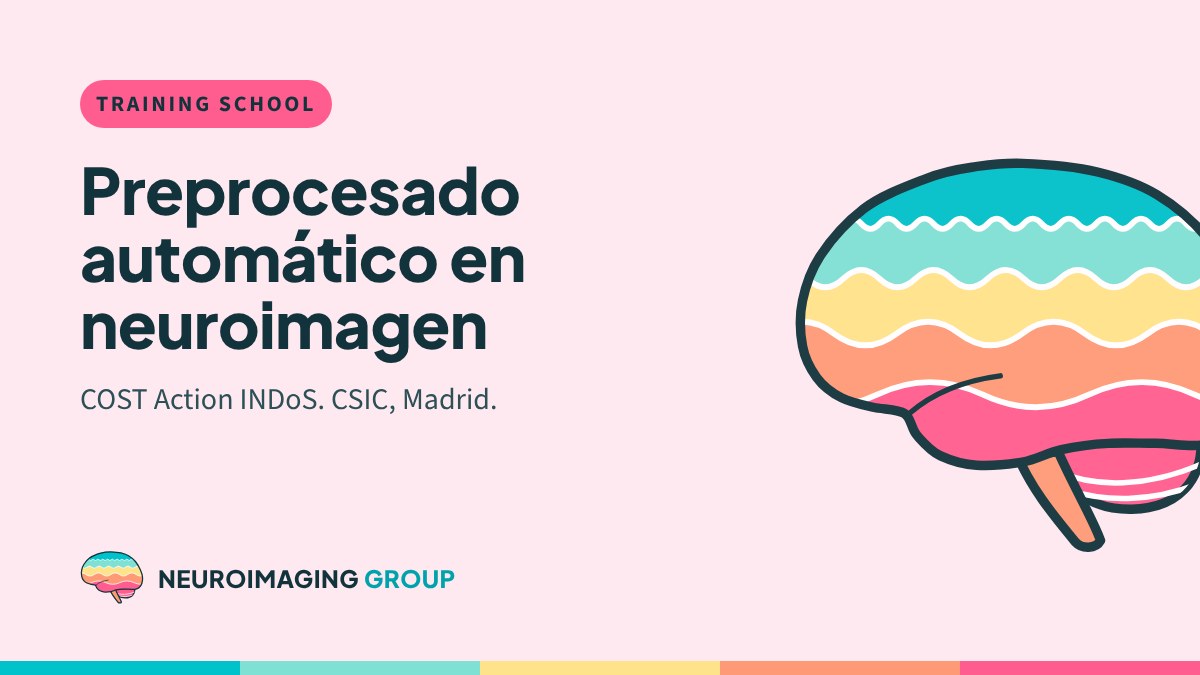 TRAINING SCHOOL
Preprocesado
automático en
neuroimagen
COST Action INDoS. CSIC, Madrid.
NEUROIMAGING GROUP